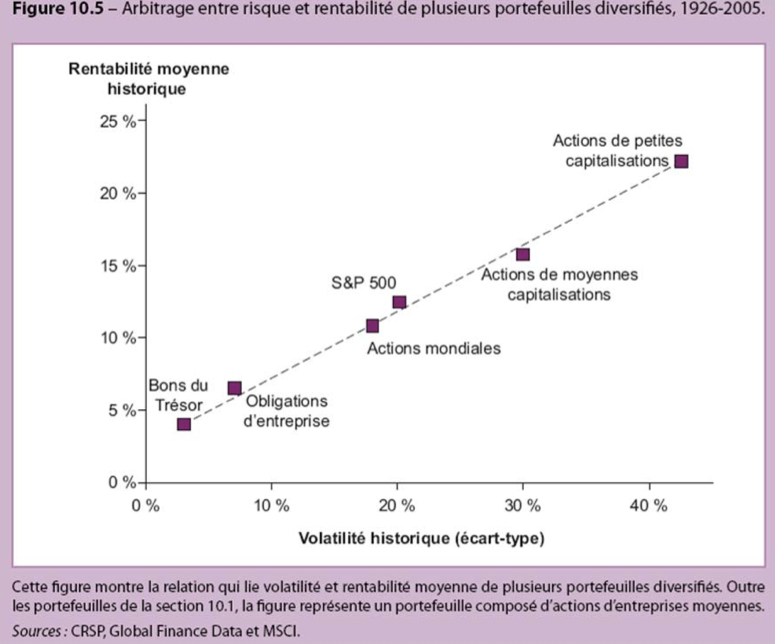 Figure 10.5 – Arbitrage entre risque et rentabilité de plusieurs portefeuilles diversifiés, 1926-2005.
Rentabilité moyenne
historique
25 %
Actions de petites
capitalisations
20 %
15 %
S&P 500
Actions de moyennes
capitalisations
10 %
Actions mondiales
Bons du
Trésor
5 %
Obligations
d'entreprise
0 %
0 % 10 % 20 % 30 % 40 %
Volatilité historique (écart-type)
Cette figure montre la relation qui lie volatilité et rentabilité moyenne de plusieurs portefeuilles diversifiés. Outre
les portefeuilles de la section 10.1, la figure représente un portefeuille composé d'actions d'entreprises moyennes.
Sources : CRSP, Global Finance Data et MSCI.